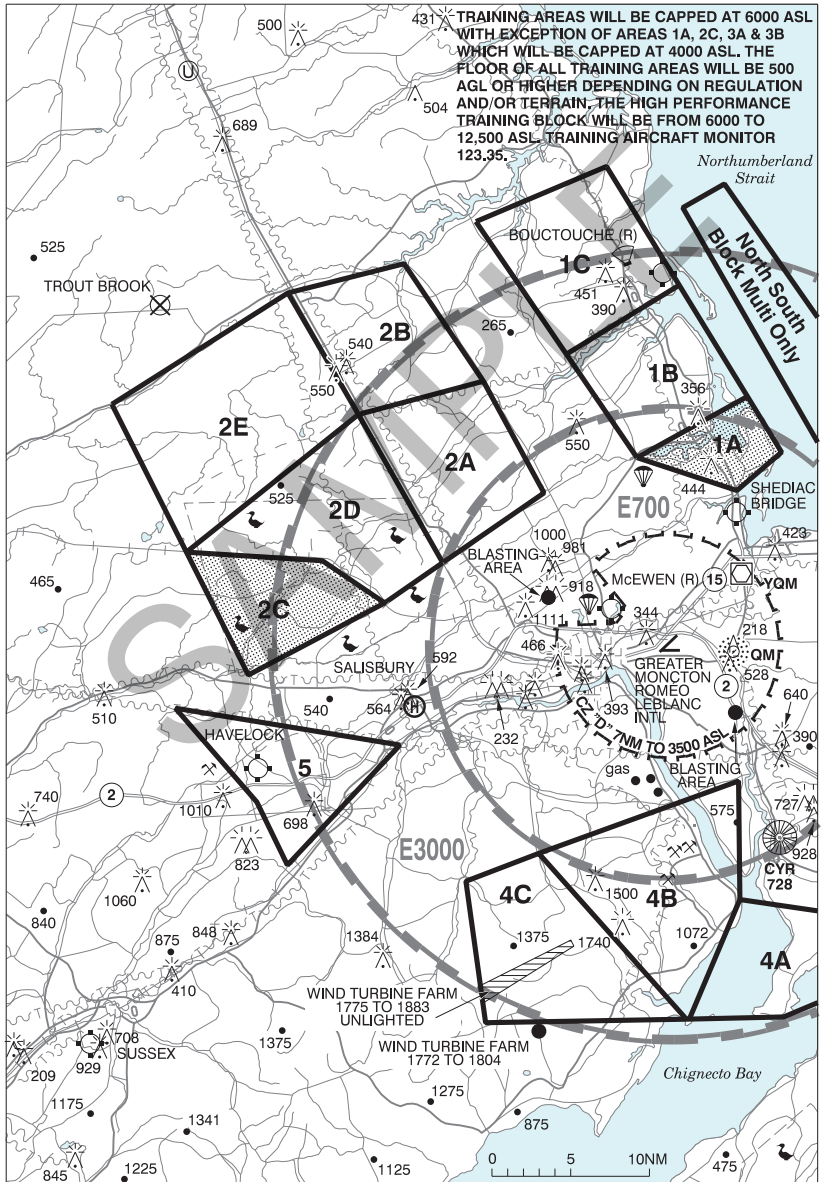 TRAINING AREAS WILL BE CAPPED AT 6000 ASL
WITH EXCEPTION OF AREAS 1A, 2C, 3A & 3B
WHICH WILL BE CAPPED AT 4000 ASL. THE
FLOOR OF ALL TRAINING AREAS WILL BE 500
AGL OR HIGHER DEPENDING ON REGULATION
AND/OR TERRAIN. THE HIGH PERFORMANCE
TRAINING BLOCK WILL BE FROM 6000 TO
12,500 ASL. TRAINING AIRCRAFT MONITOR
123.35.
500
431
U
504
689
Northumberland
Strait
SAMPLE
525
TROUT BROOK
BOUCTOUCHE (R)
1C
451
390
North South
Block Multi Only
265
2B
540
550
1B
356
2E
2A
550
1A
444
525
2D
E700
SHEDIAC
BRIDGE
423
1000
981
BLASTING
AREA
918
McEWEN (R)
15
YQM
465
2C
1111
344
218
QM
528
592
466
SALISBURY
GREATER
MONCTON
ROMEO
LEBLANC
INTL
2
540
564
H
510
232
393
CZ "D" 7NM TO 3500 ASL
640
390
HAVELOCK
5
gas
BLASTING
AREA
740
2
1010
698
575
727
823
E3000
928
CYR
728
1060
4C
4B
1500
840
848
875
1384
1375
1740
1072
4A
410
WIND TURBINE FARM
1775 TO 1883
UNLIGHTED
708
SUSSEX
1375
WIND TURBINE FARM
1772 TO 1804
209
929
Chignecto Bay
1275
1175
875
1341
845
1225
1125
475
0 5 10NM